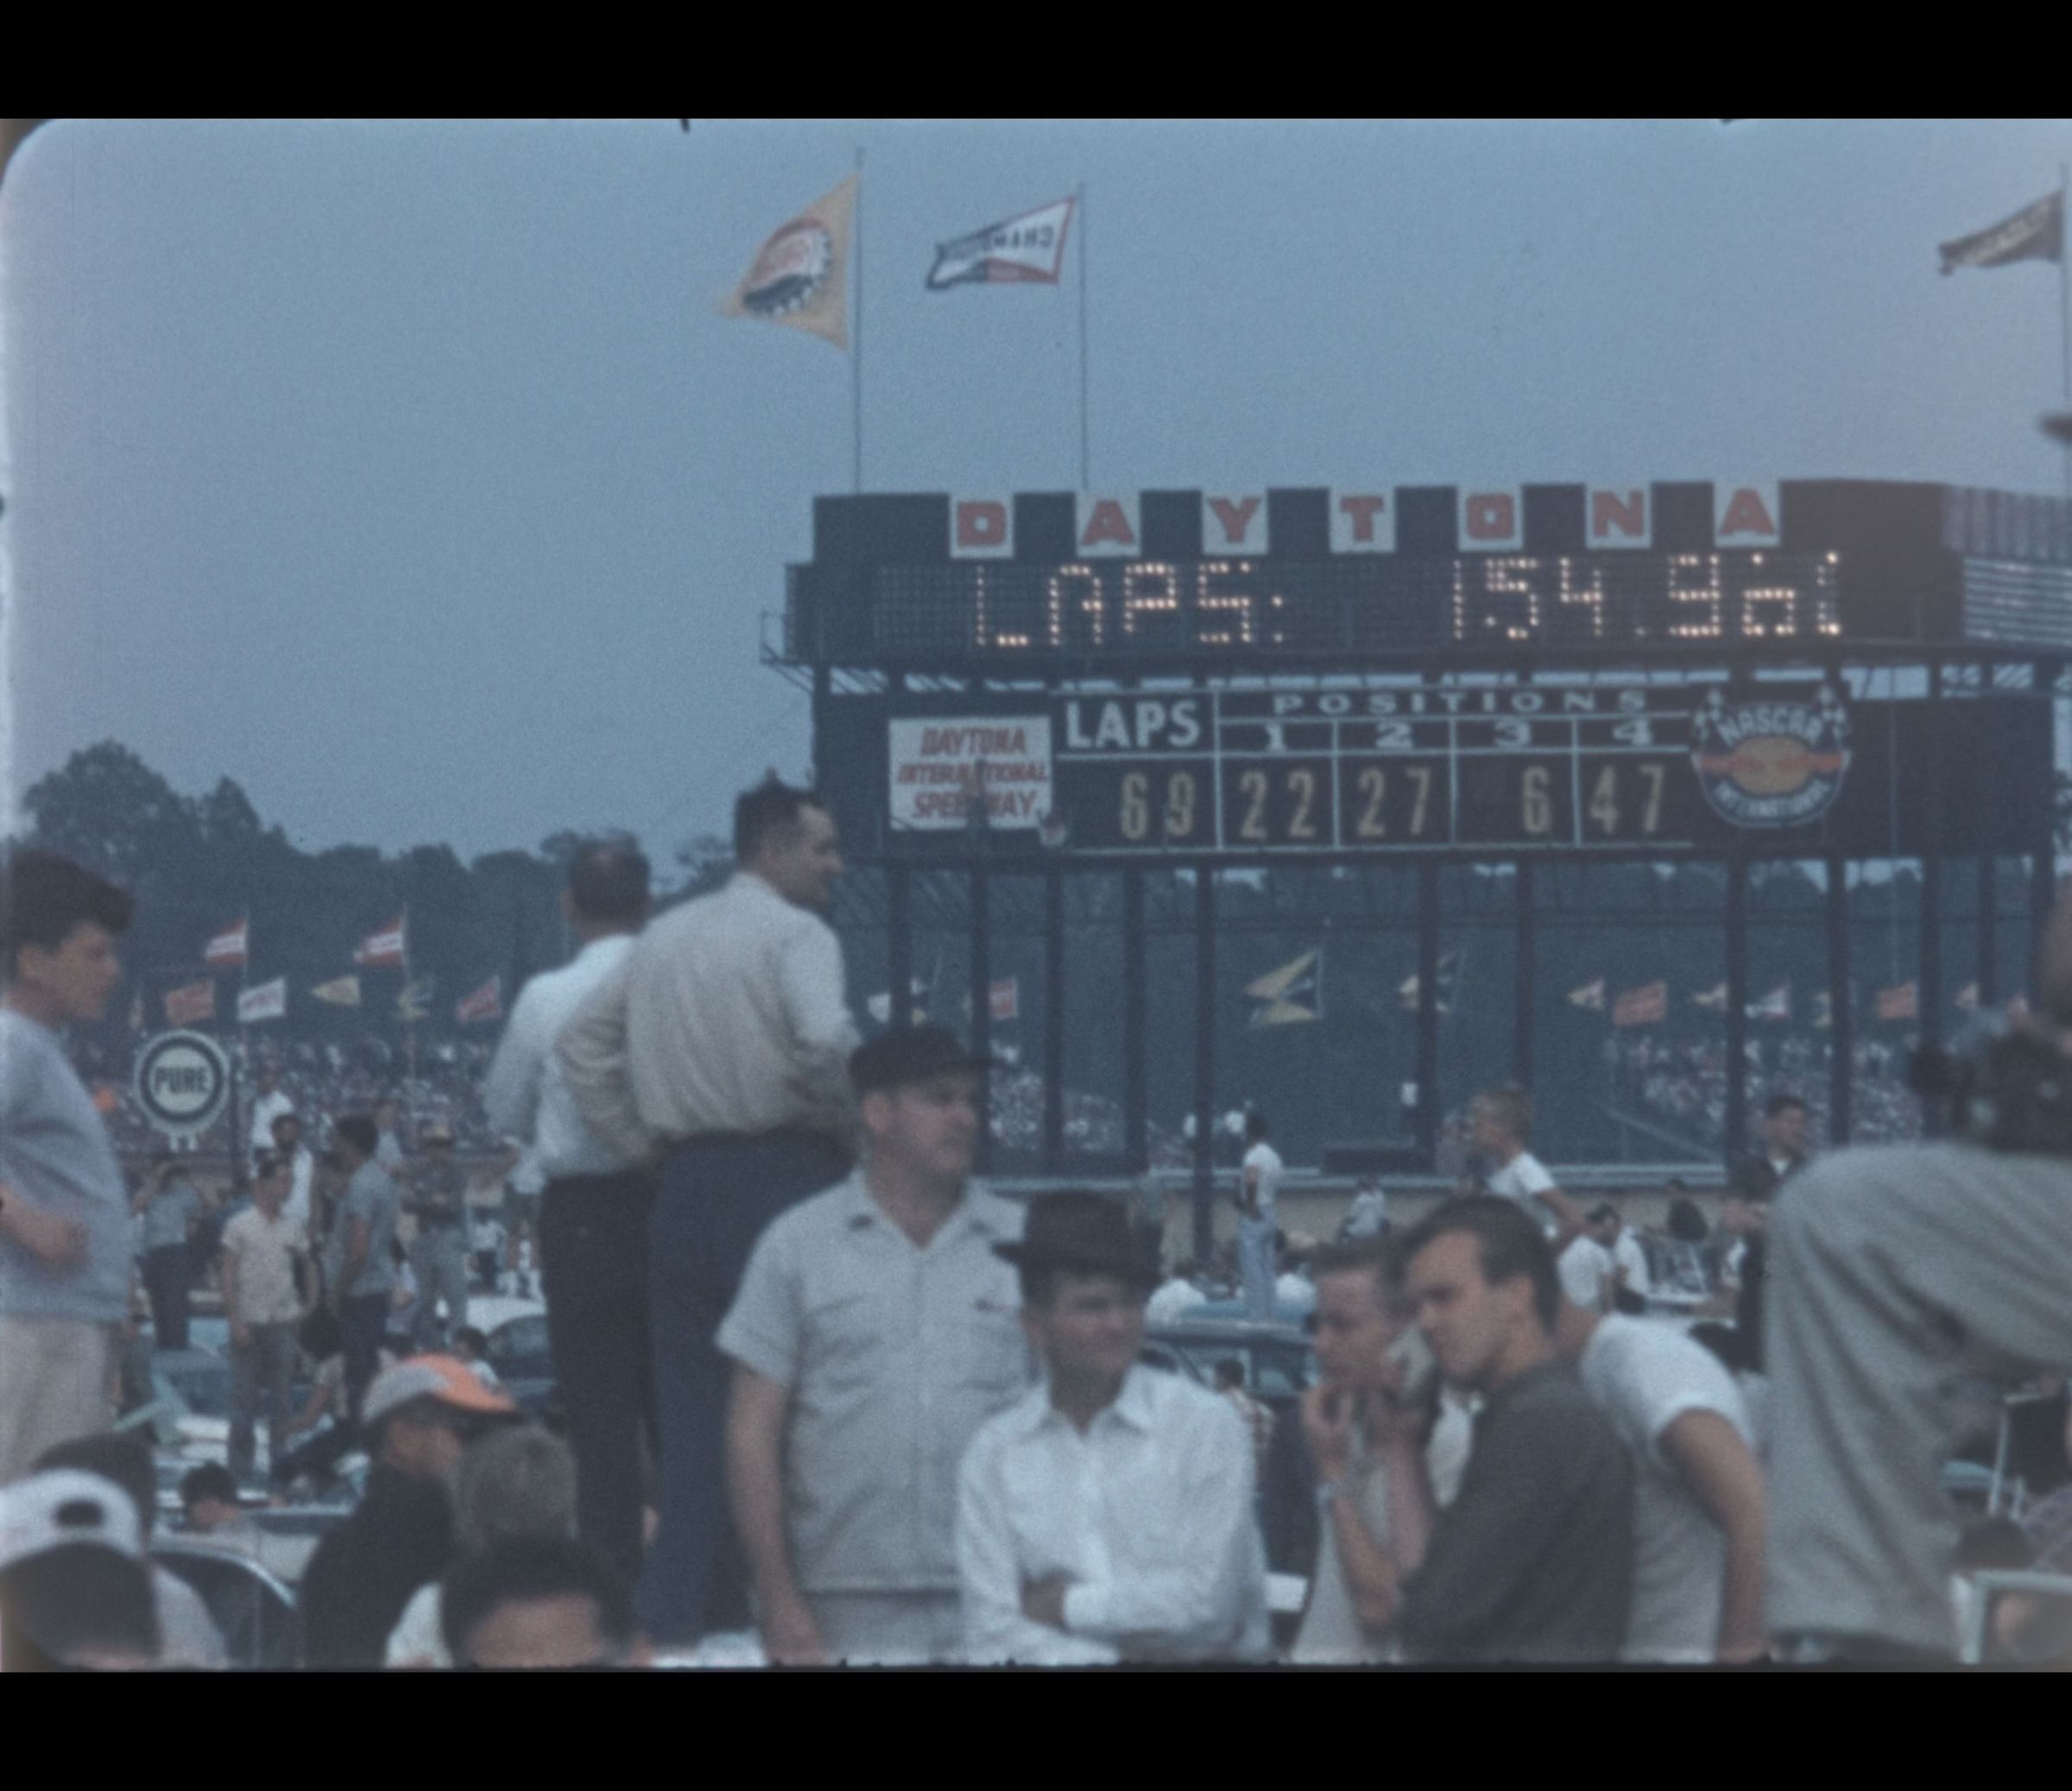 DAYTONA
LAPS: 154.961
DAYTONA
INTERNATIONAL
SPEEDWAY
LAPS
POSITIONS
1 2 3 4
69 22 27 6 47
NASCAR
INTERNATIONAL
PURE